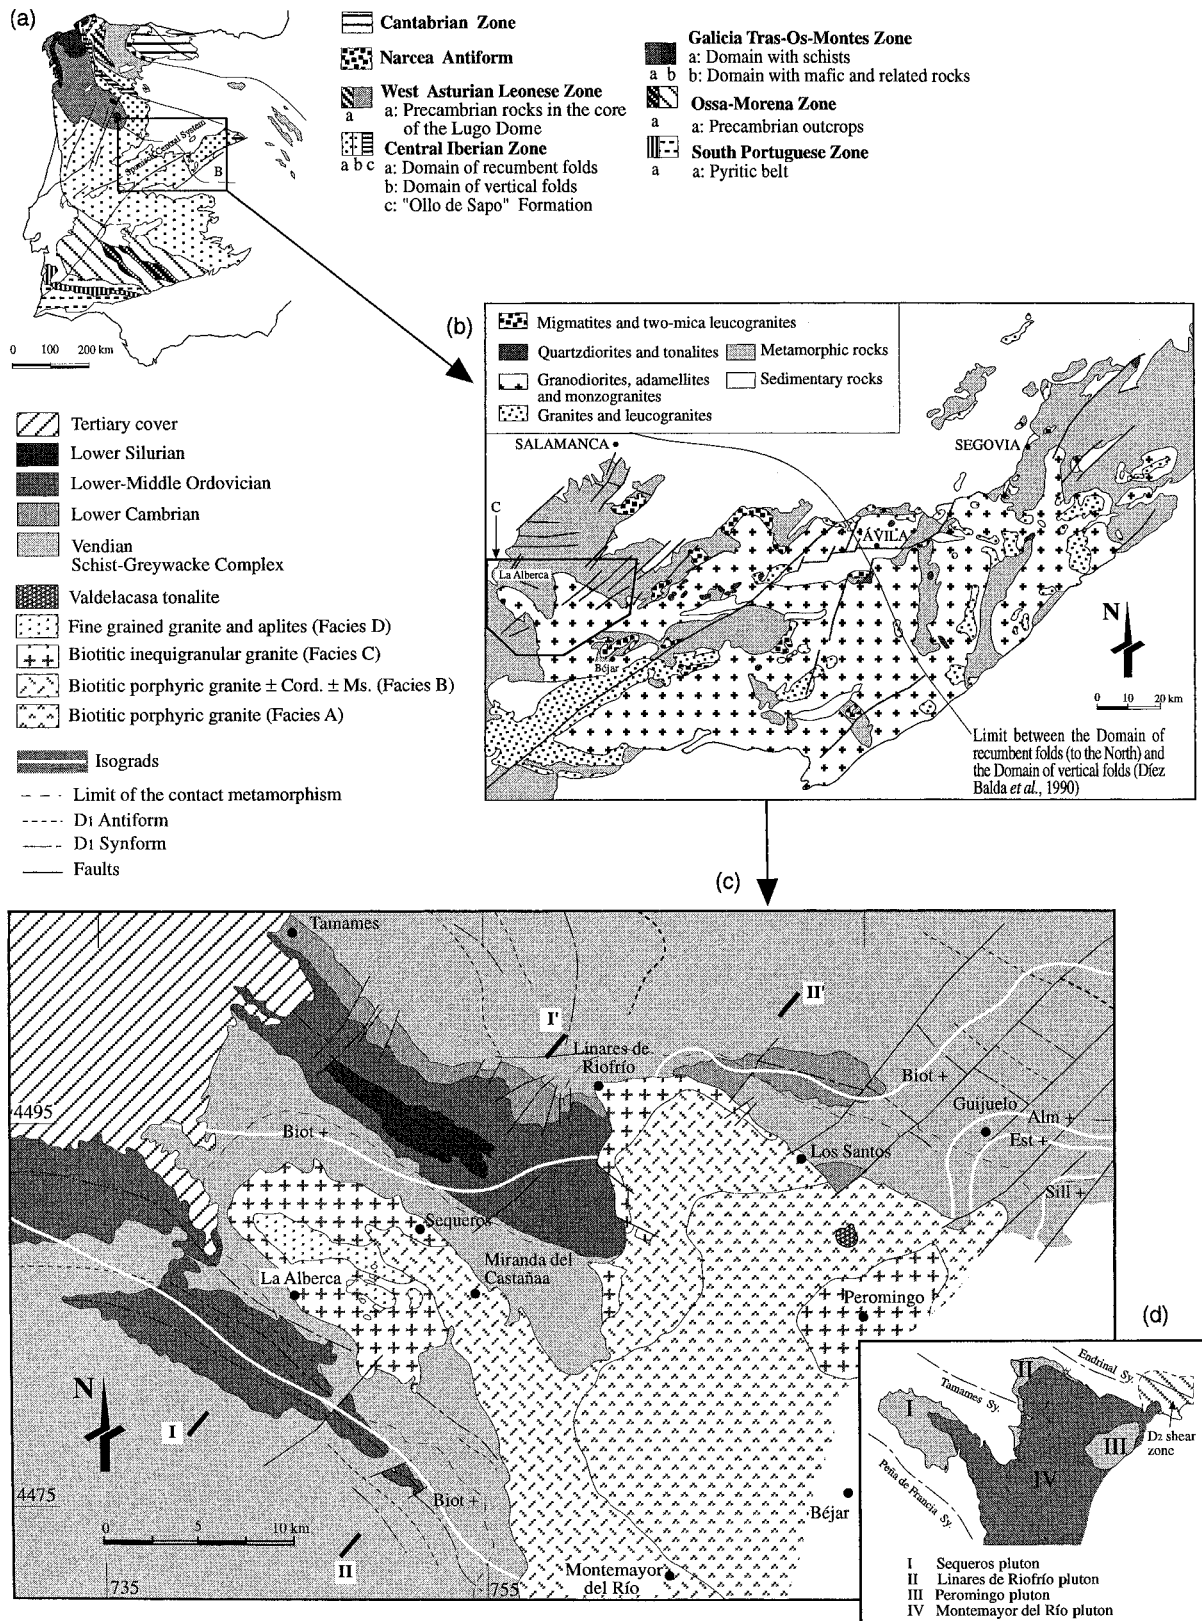 (a)
Spanish Central System
B
0 100 200 km
Cantabrian Zone
Narcea Antiform
West Asturian Leonese Zone
a
a: Precambrian rocks in the core
of the Lugo Dome
Central Iberian Zone
a b c
a: Domain of recumbent folds
b: Domain of vertical folds
c: "Ollo de Sapo" Formation
Galicia Tras-Os-Montes Zone
a: Domain with schists
a b
b: Domain with mafic and related rocks
Ossa-Morena Zone
a
a: Precambrian outcrops
South Portuguese Zone
a
a: Pyritic belt
(b)
Migmatites and two-mica leucogranites
Quartzdiorites and tonalites
Metamorphic rocks
Granodiorites, adamellites
and monzogranites
Sedimentary rocks
Granites and leucogranites
SALAMANCA
SEGOVIA
C
ÁVILA
La Alberca
Béjar
N
0 10 20 km
Limit between the Domain of
recumbent folds (to the North) and
the Domain of vertical folds (Díez
Balda et al., 1990)
Tertiary cover
Lower Silurian
Lower-Middle Ordovician
Lower Cambrian
Vendian
Schist-Greywacke Complex
Valdelacasa tonalite
Fine grained granite and aplites (Facies D)
Biotitic inequigranular granite (Facies C)
Biotitic porphyric granite ± Cord. ± Ms. (Facies B)
Biotitic porphyric granite (Facies A)
Isograds
Limit of the contact metamorphism
D1 Antiform
D1 Synform
Faults
(c)
Tamames
II'
I'
Linares de
Riofrío
Biot +
4495
Guijuelo
Alm +
Biot +
Est +
Los Santos
Sill +
Sequeros
Miranda del
Castañaa
La Alberca
Peromingo
N
I
4475
Biot +
Béjar
0 5 10 km
II
Montemayor
del Río
735
755
(d)
Endrinal Sy.
Tamames Sy.
II
I
D2 shear
zone
III
IV
Peña de Francia Sy.
I Sequeros pluton
II Linares de Riofrío pluton
III Peromingo pluton
IV Montemayor del Río pluton